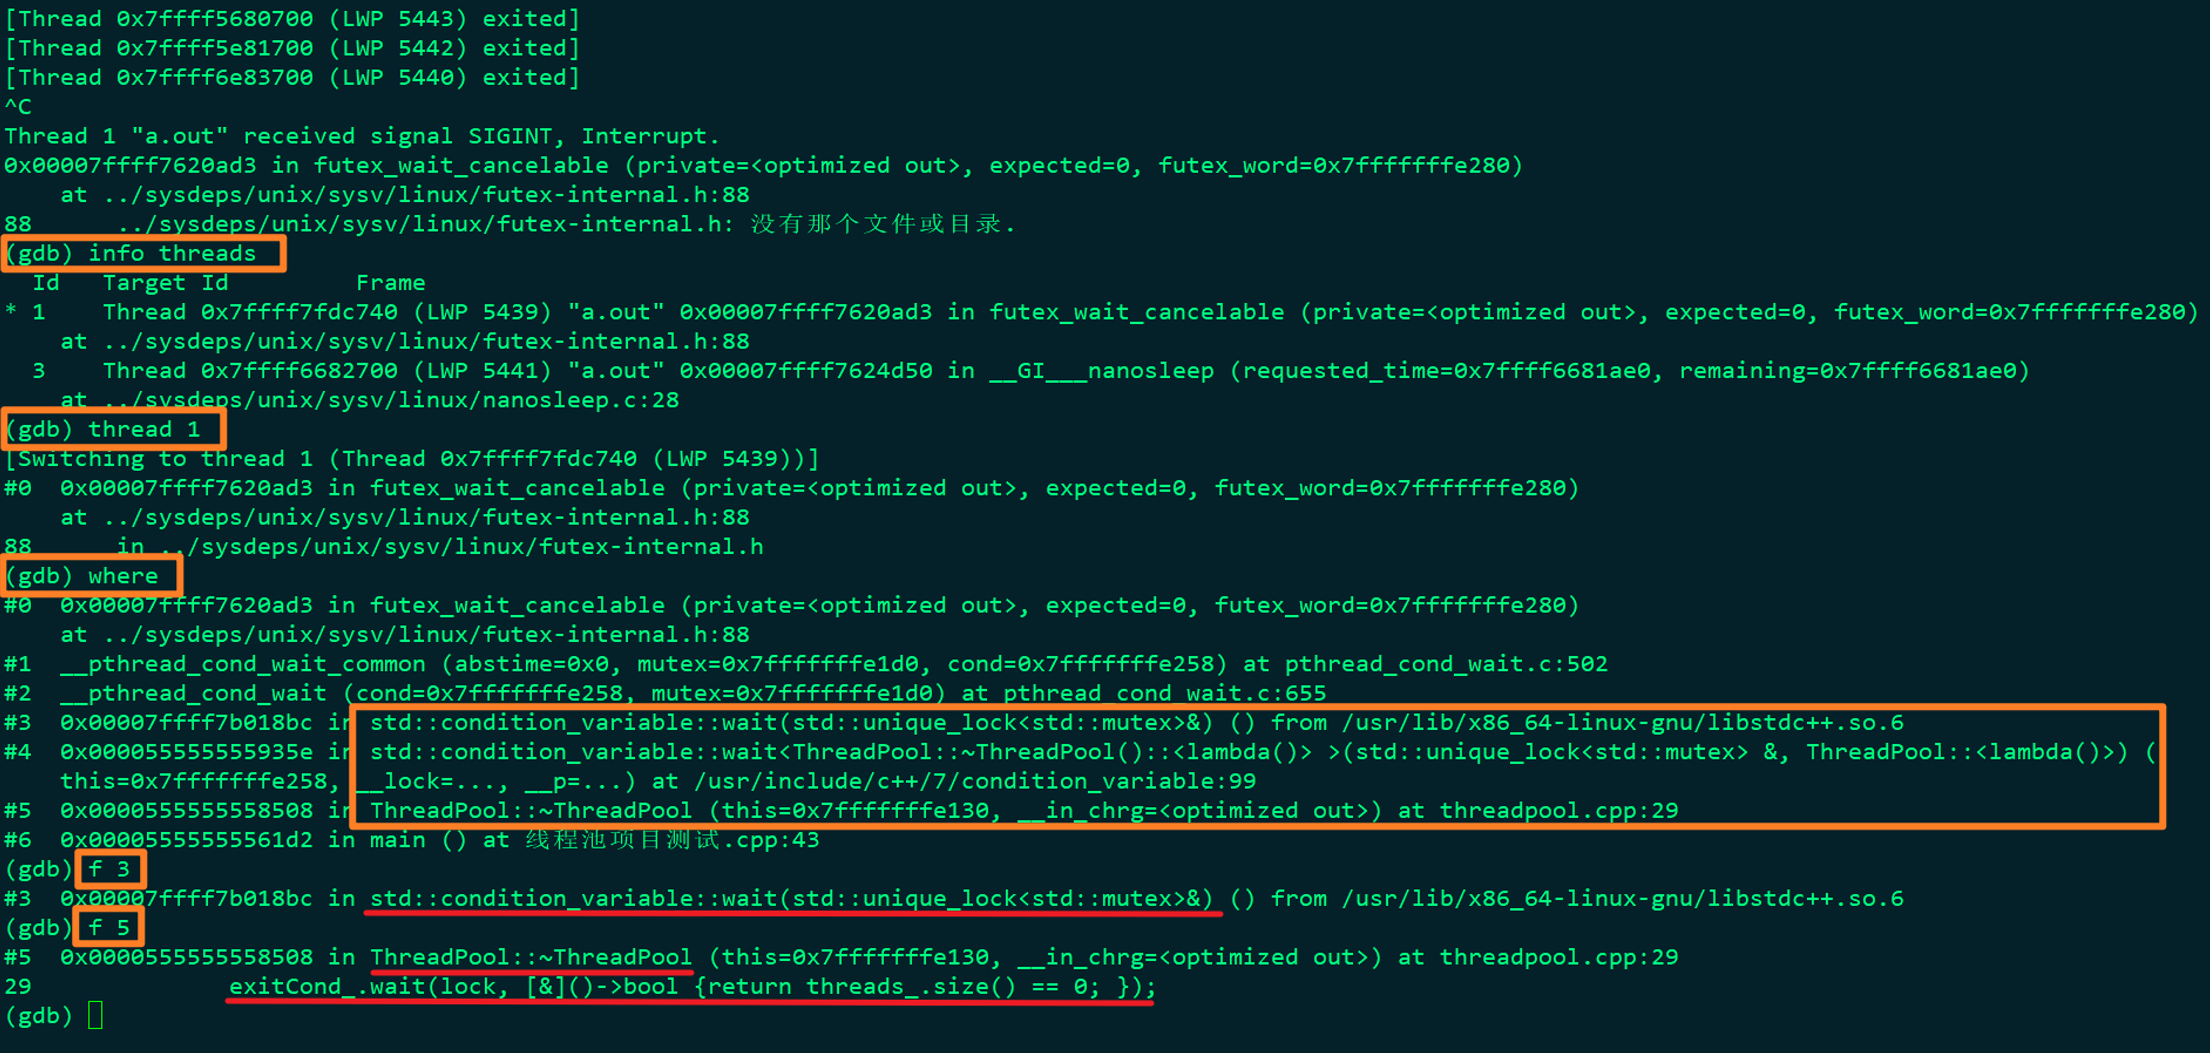 [Thread 0x7ffff5680700 (LWP 5443) exited]
[Thread 0x7ffff5e81700 (LWP 5442) exited]
[Thread 0x7ffff6e83700 (LWP 5440) exited]
^C
Thread 1 "a.out" received signal SIGINT, Interrupt.
0x00007ffff7620ad3 in futex_wait_cancelable (private=<optimized out>, expected=0, futex_word=0x7fffffffe280)
    at ../sysdeps/unix/sysv/linux/futex-internal.h:88
88      ../sysdeps/unix/sysv/linux/futex-internal.h: 没有那个文件或目录.
(gdb) info threads
  Id   Target Id         Frame
* 1    Thread 0x7ffff7fdc740 (LWP 5439) "a.out" 0x00007ffff7620ad3 in futex_wait_cancelable (private=<optimized out>, expected=0, futex_word=0x7fffffffe280)
    at ../sysdeps/unix/sysv/linux/futex-internal.h:88
  3    Thread 0x7ffff6682700 (LWP 5441) "a.out" 0x00007ffff7624d50 in __GI___nanosleep (requested_time=0x7ffff6681ae0, remaining=0x7ffff6681ae0)
    at ../sysdeps/unix/sysv/linux/nanosleep.c:28
(gdb) thread 1
[Switching to thread 1 (Thread 0x7ffff7fdc740 (LWP 5439))]
#0  0x00007ffff7620ad3 in futex_wait_cancelable (private=<optimized out>, expected=0, futex_word=0x7fffffffe280)
    at ../sysdeps/unix/sysv/linux/futex-internal.h:88
88      in ../sysdeps/unix/sysv/linux/futex-internal.h
(gdb) where
#0  0x00007ffff7620ad3 in futex_wait_cancelable (private=<optimized out>, expected=0, futex_word=0x7fffffffe280)
    at ../sysdeps/unix/sysv/linux/futex-internal.h:88
#1  __pthread_cond_wait_common (abstime=0x0, mutex=0x7fffffffe1d0, cond=0x7fffffffe258) at pthread_cond_wait.c:502
#2  __pthread_cond_wait (cond=0x7fffffffe258, mutex=0x7fffffffe1d0) at pthread_cond_wait.c:655
#3  0x00007ffff7b018bc in std::condition_variable::wait(std::unique_lock<std::mutex>&) () from /usr/lib/x86_64-linux-gnu/libstdc++.so.6
#4  0x000055555555935e in std::condition_variable::wait<ThreadPool::~ThreadPool()::<lambda()> >(std::unique_lock<std::mutex> &, ThreadPool::<lambda()>) (
    this=0x7fffffffe258, __lock=..., __p=...) at /usr/include/c++/7/condition_variable:99
#5  0x0000555555558508 in ThreadPool::~ThreadPool (this=0x7fffffffe130, __in_chrg=<optimized out>) at threadpool.cpp:29
#6  0x00005555555561d2 in main () at 线程池项目测试.cpp:43
(gdb) f 3
#3  0x00007ffff7b018bc in std::condition_variable::wait(std::unique_lock<std::mutex>&) () from /usr/lib/x86_64-linux-gnu/libstdc++.so.6
(gdb) f 5
#5  0x0000555555558508 in ThreadPool::~ThreadPool (this=0x7fffffffe130, __in_chrg=<optimized out>) at threadpool.cpp:29
29              exitCond_.wait(lock, [&]()->bool {return threads_.size() == 0; });
(gdb)